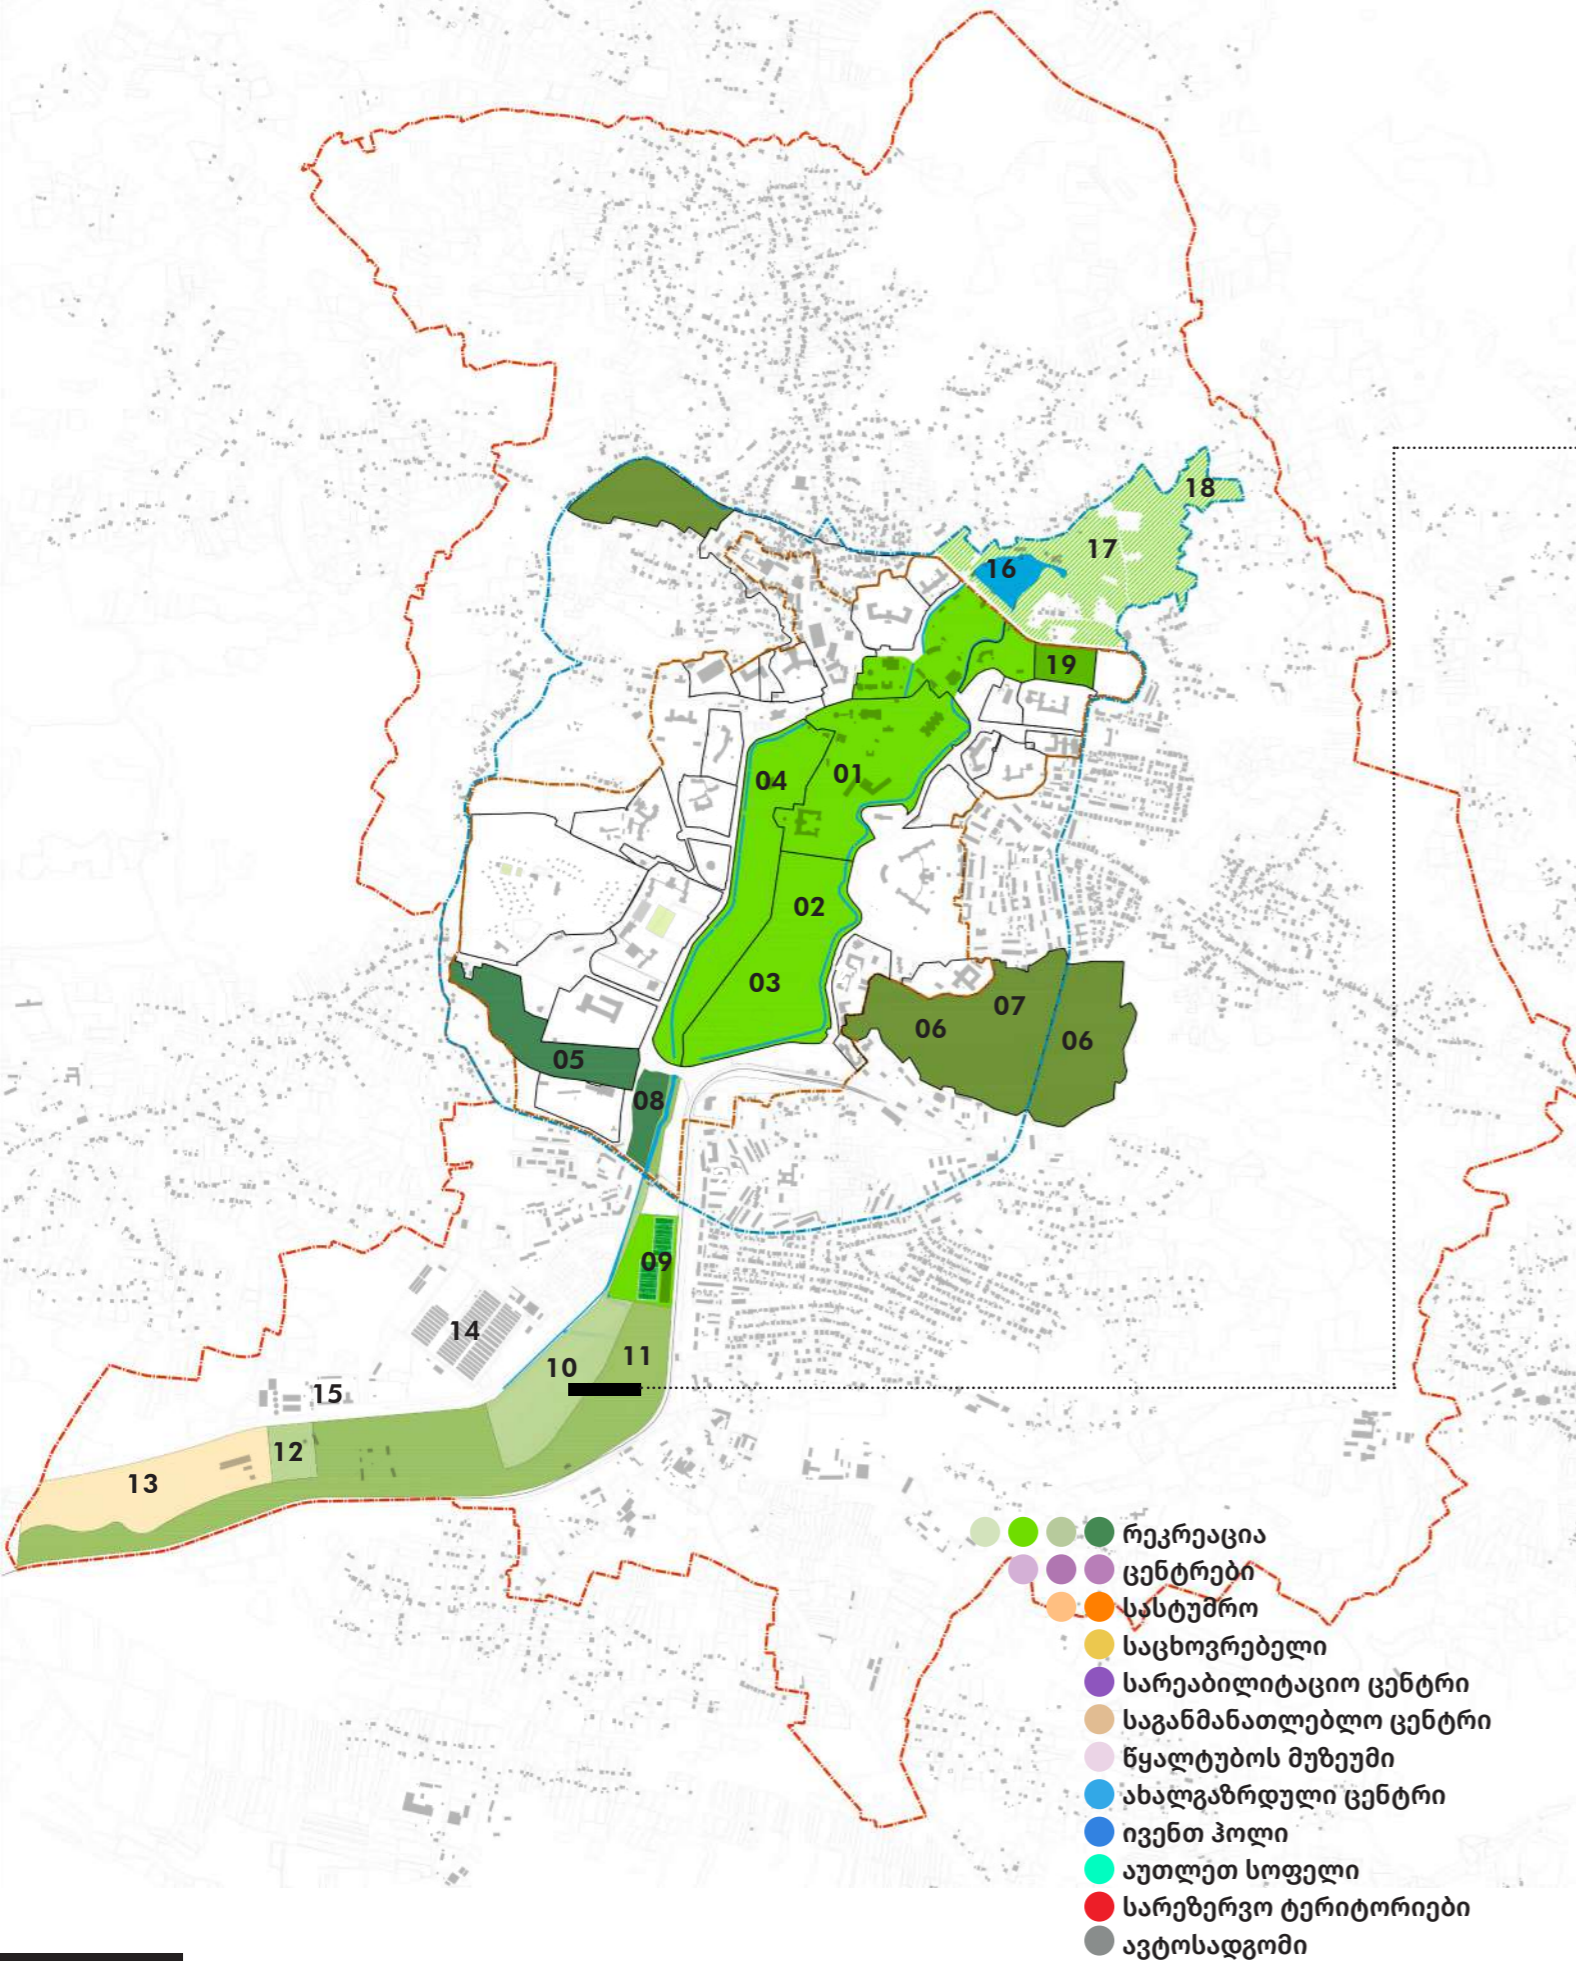 18
17
16
19
04
01
02
03
07
06
06
05
08
09
14
10
11
15
12
13
რეკრეაცია
ცენტრები
სასტუმრო
საცხოვრებელი
სარეაბილიტაციო ცენტრი
საგანმანათლებლო ცენტრი
წყალტუბოს მუზეუმი
ახალგაზრდული ცენტრი
ივენთ ჰოლი
აუთლეთ სოფელი
სარეზერვო ტერიტორიები
ავტოსადგომი